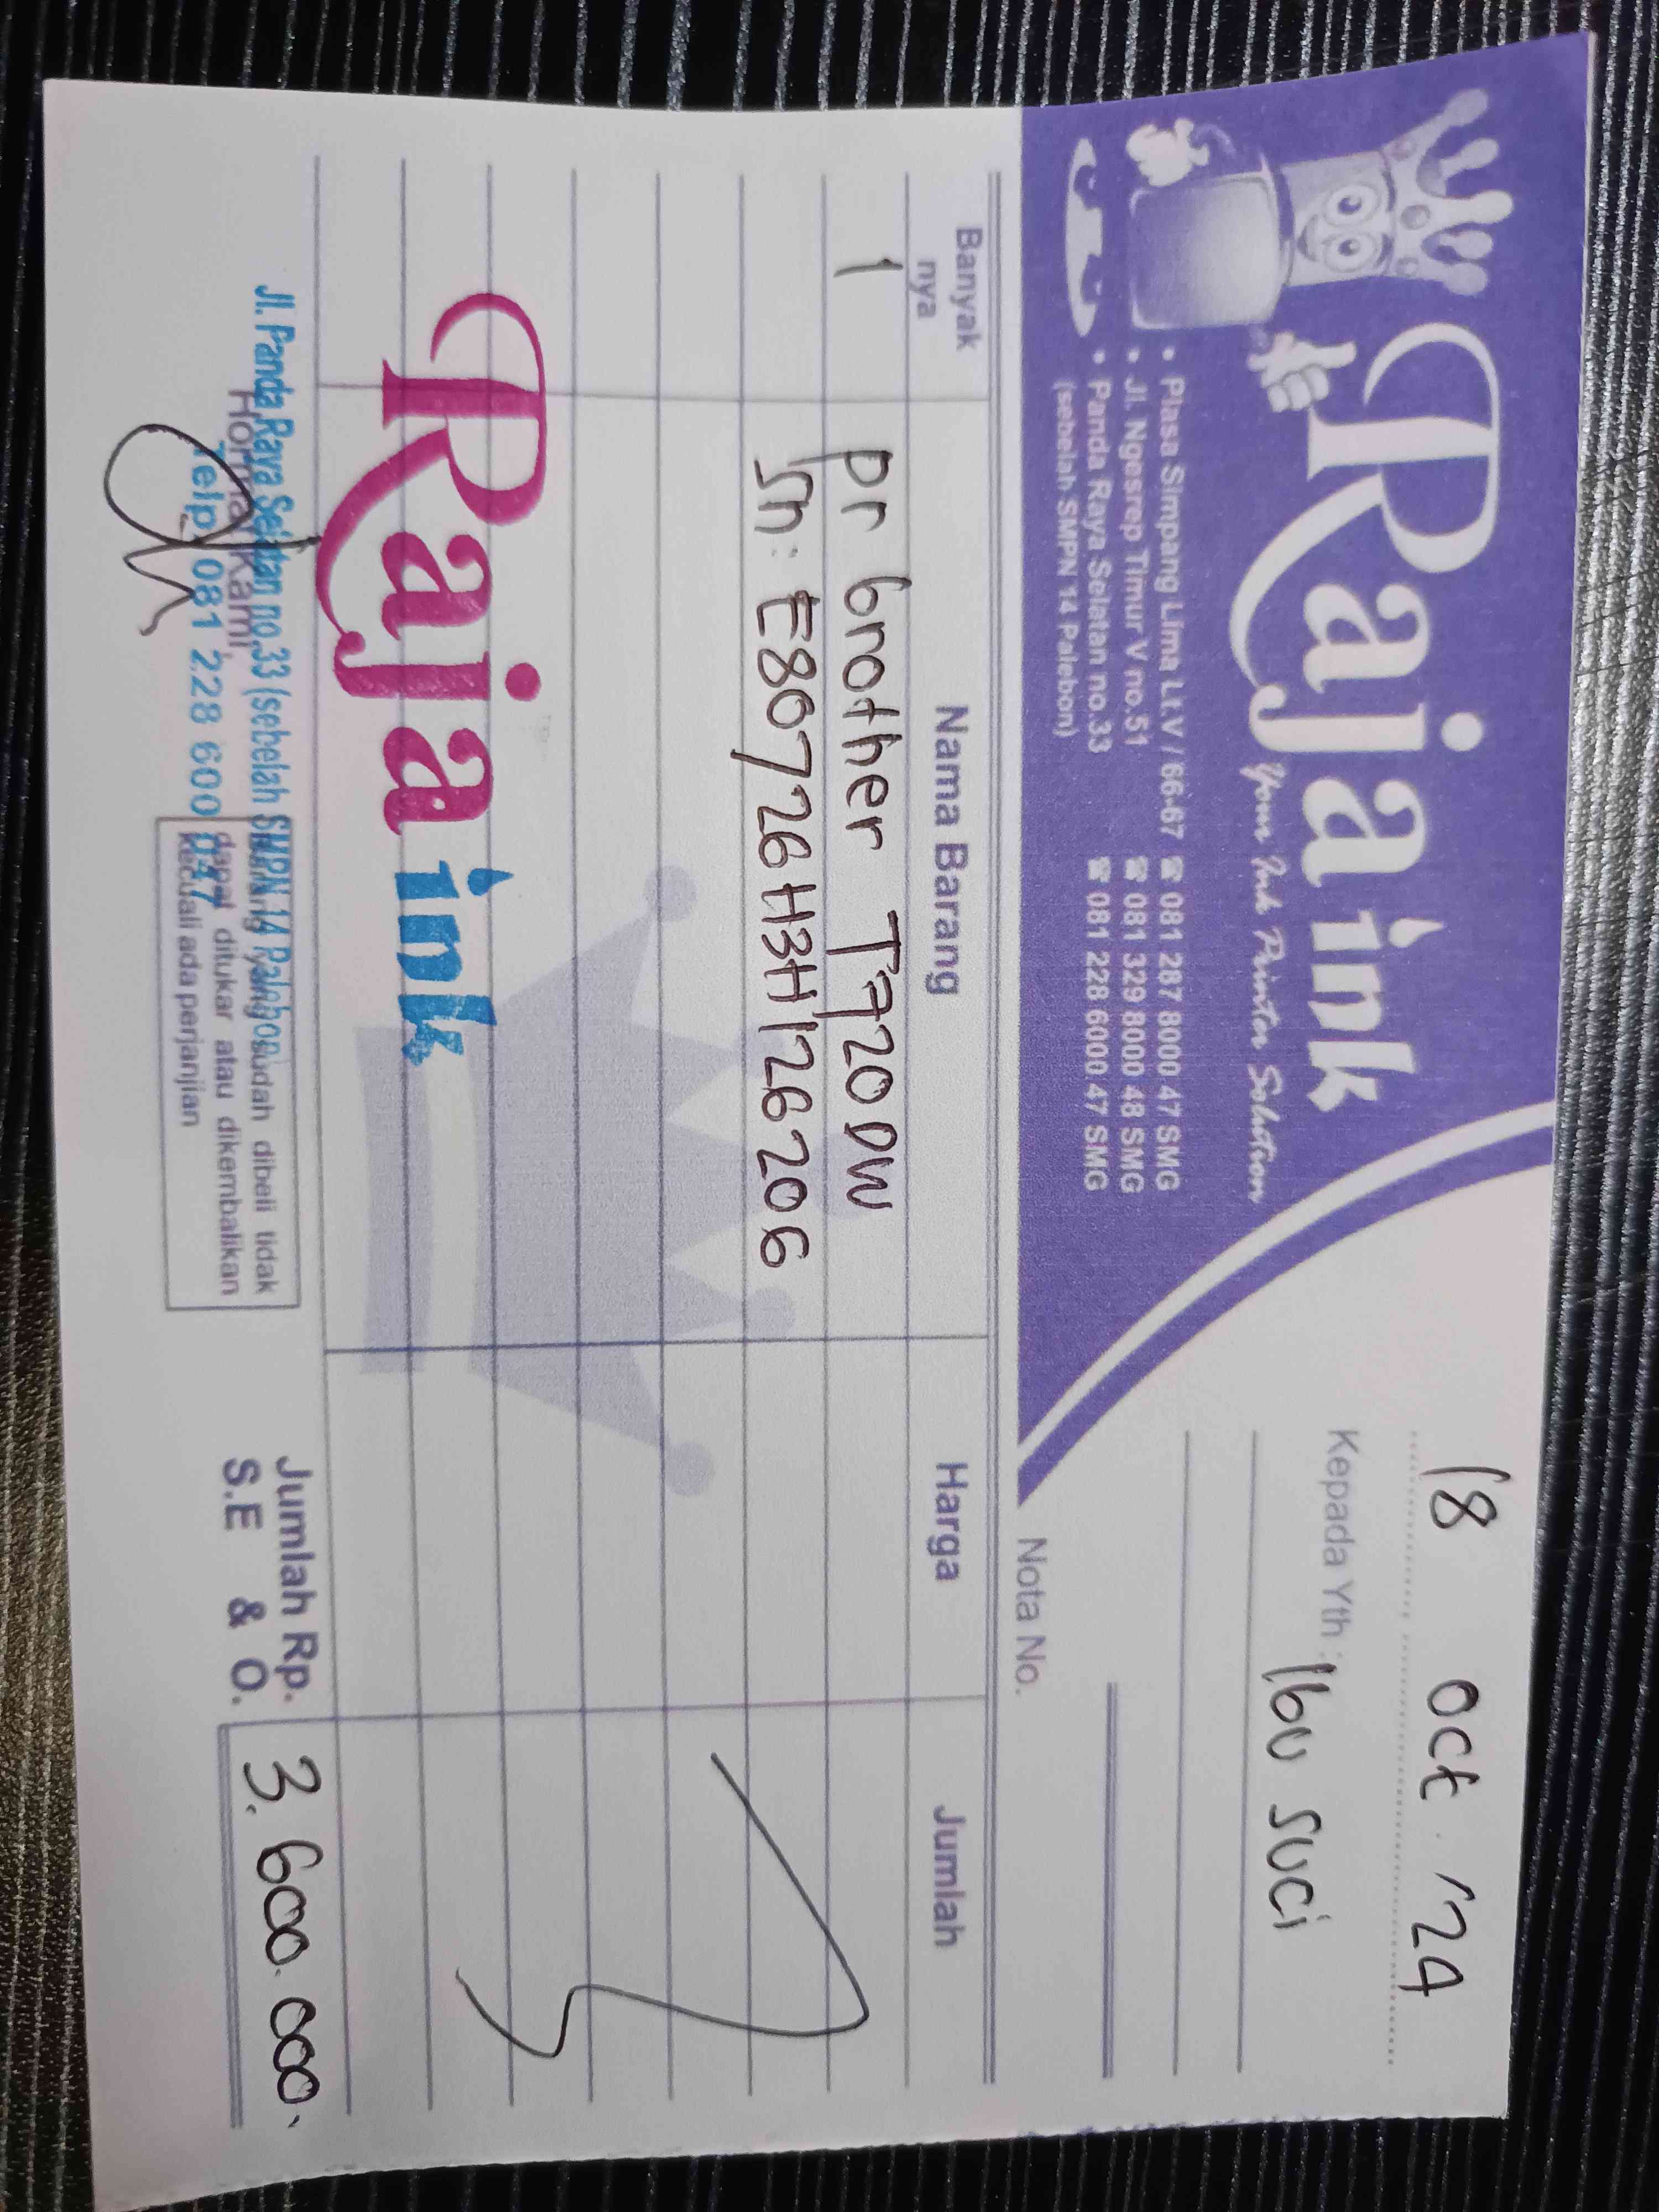 Raja ink
Your Ink Printer Solution
• Plasa Simpang Lima Lt.V / 66-67 ☎ 081 287 8000 47 SMG
• Jl. Ngesrep Timur V no.51 ☎ 081 329 8000 48 SMG
• Panda Raya Selatan no.33 ☎ 081 228 6000 47 SMG
(sebelah SMPN 14 Palebon)
18 Oct '24
Kepada Yth : Ibu Suci
Nota No.
Banyak nya Nama Barang Harga Jumlah
1 Pr brother T720DW
Sn: E80726H3H126206
Raja ink
Jl. Panda Raya Selatan no.33 (sebelah SMPN 14 Palebon)
Telp. 081 228 600 047
Hormat Kami,
sudah dibeli tidak
dapat ditukar atau dikembalikan
kecuali ada perjanjian
Jumlah Rp. 3.600.000.
S.E & O.